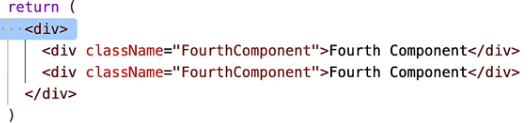 return (
<div>
<div className="FourthComponent">Fourth Component</div>
<div className="FourthComponent">Fourth Component</div>
</div>
)